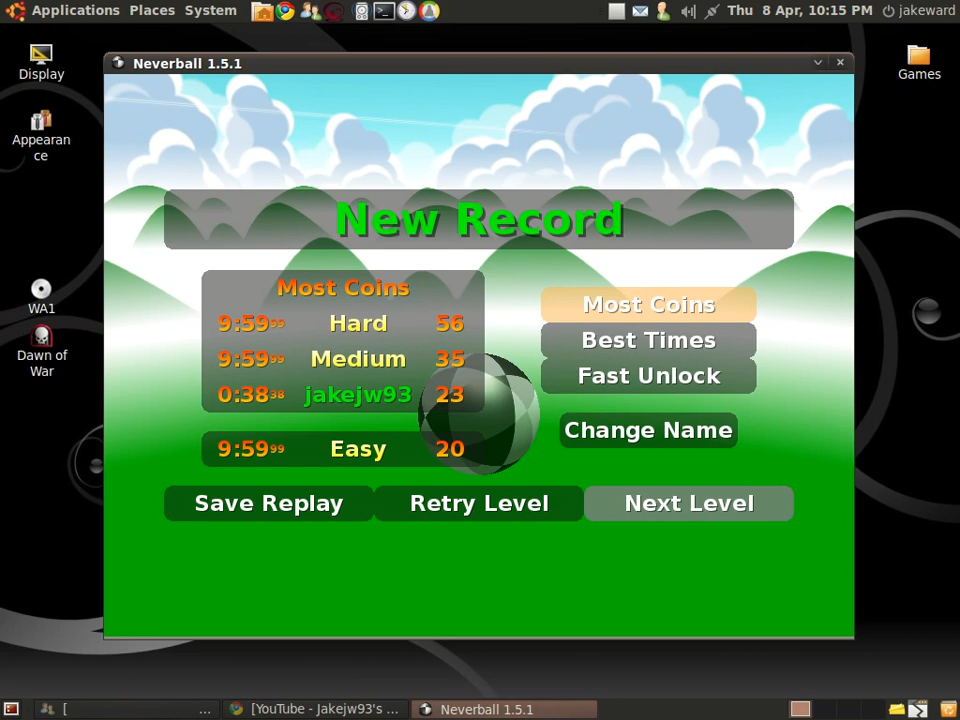 Applications Places System
Thu 8 Apr, 10:15 PM jakeward
Display
Games
Appearan
ce
WA1
Dawn of
War
Neverball 1.5.1
New Record
Most Coins
9:59 99 Hard 56
9:59 99 Medium 35
0:38 38 jakejw93 23
9:59 99 Easy 20
Most Coins
Best Times
Fast Unlock
Change Name
Save Replay Retry Level Next Level
[ ...
[YouTube - Jakejw93's ...
Neverball 1.5.1